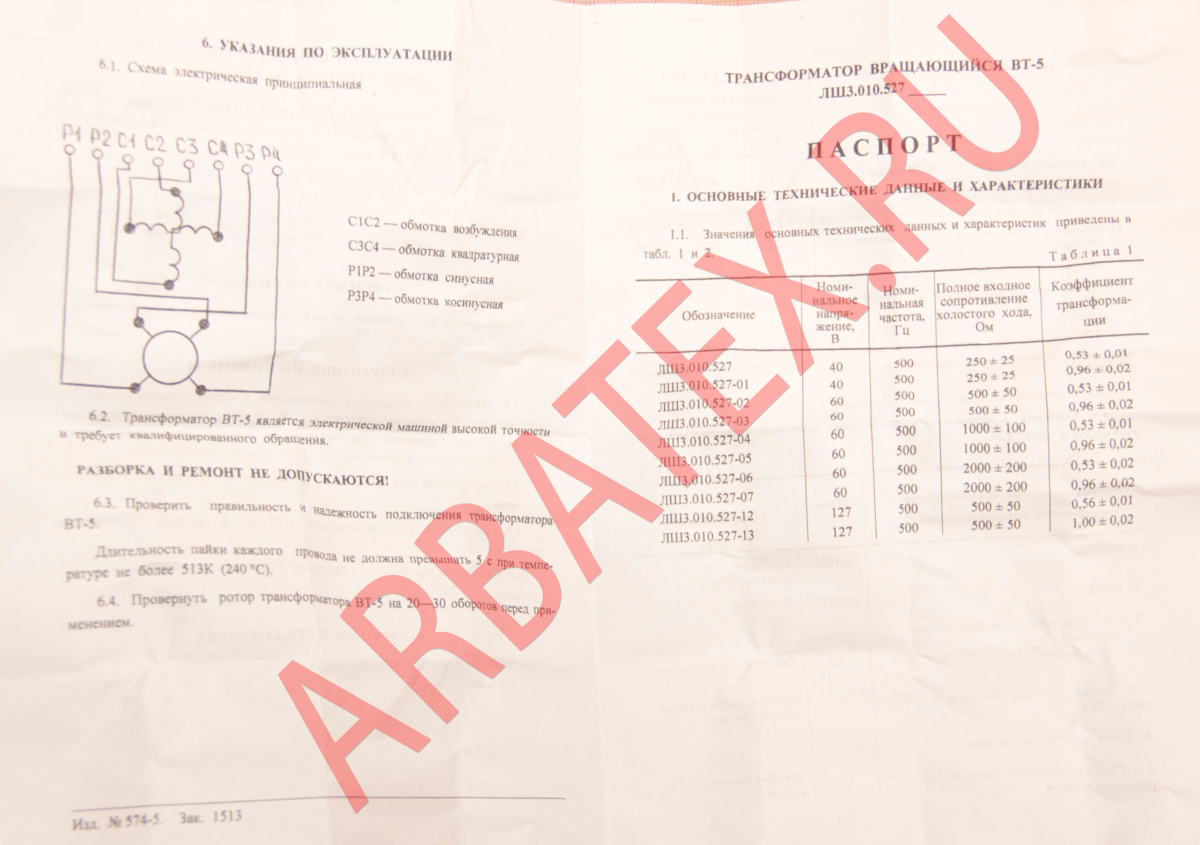 6. УКАЗАНИЯ ПО ЭКСПЛУАТАЦИИ
6.1. Схема электрическая принципиальная
P1 P2 C1 C2 C3 C4 P3 P4
С1С2 — обмотка возбуждения
С3С4 — обмотка квадратурная
Р1Р2 — обмотка синусная
Р3Р4 — обмотка косинусная
6.2. Трансформатор ВТ-5 является электрической машиной высокой точности
и требует квалифицированного обращения.
РАЗБОРКА И РЕМОНТ НЕ ДОПУСКАЮТСЯ!
6.3. Проверить правильность и надежность подключения трансформатора
ВТ-5.
Длительность пайки каждого провода не должна превышать 5 с при темпе-
ратуре не более 513К (240 °С).
6.4. Провернуть ротор трансформатора ВТ-5 на 20—30 оборотов перед при-
менением.
Изд. № 574-5. Зак. 1513
ТРАНСФОРМАТОР ВРАЩАЮЩИЙСЯ ВТ-5
ЛШ3.010.527 ____
ПАСПОРТ
1. ОСНОВНЫЕ ТЕХНИЧЕСКИЕ ДАННЫЕ И ХАРАКТЕРИСТИКИ
1.1. Значения основных технических данных и характеристик приведены в
табл. 1 и 2.
Таблица 1
Обозначение
Номи-
нальное
напря-
жение,
В
Номи-
нальная
частота,
Гц
Полное входное
сопротивление
холостого хода,
Ом
Коэффициент
трансформа-
ции
ЛШ3.010.527 40 500 250 ± 25 0,53 ± 0,01
ЛШ3.010.527-01 40 500 250 ± 25 0,96 ± 0,02
ЛШ3.010.527-02 60 500 500 ± 50 0,53 ± 0,01
ЛШ3.010.527-03 60 500 500 ± 50 0,96 ± 0,02
ЛШ3.010.527-04 60 500 1000 ± 100 0,53 ± 0,01
ЛШ3.010.527-05 60 500 1000 ± 100 0,96 ± 0,02
ЛШ3.010.527-06 60 500 2000 ± 200 0,53 ± 0,02
ЛШ3.010.527-07 60 500 2000 ± 200 0,96 ± 0,02
ЛШ3.010.527-12 127 500 500 ± 50 0,56 ± 0,01
ЛШ3.010.527-13 127 500 500 ± 50 1,00 ± 0,02
ARBATEX.RU